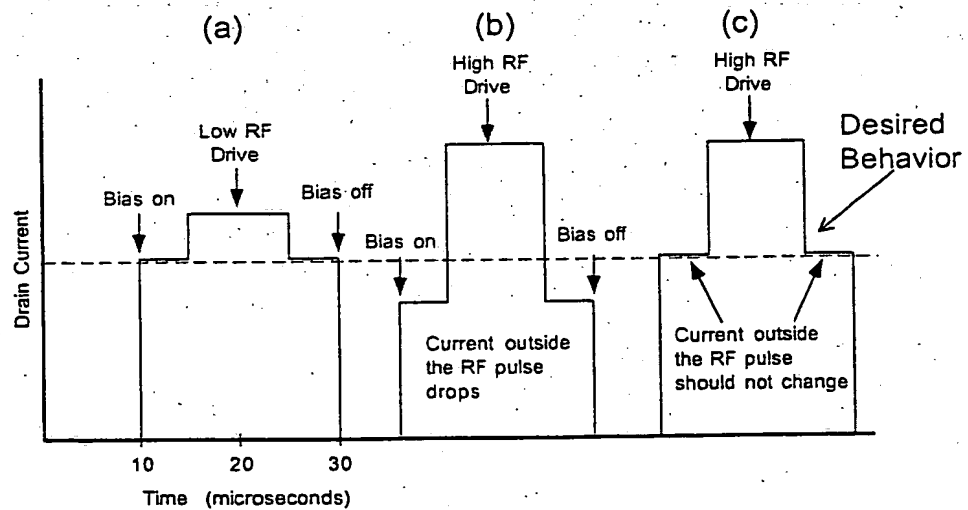 (a)
(b)
(c)
Low RF
Drive
Bias on
Bias off
High RF
Drive
Bias on
Bias off
Current outside
the RF pulse
drops
High RF
Drive
Desired
Behavior
Current outside
the RF pulse
should not change
Drain Current
10
20
30
Time (microseconds)